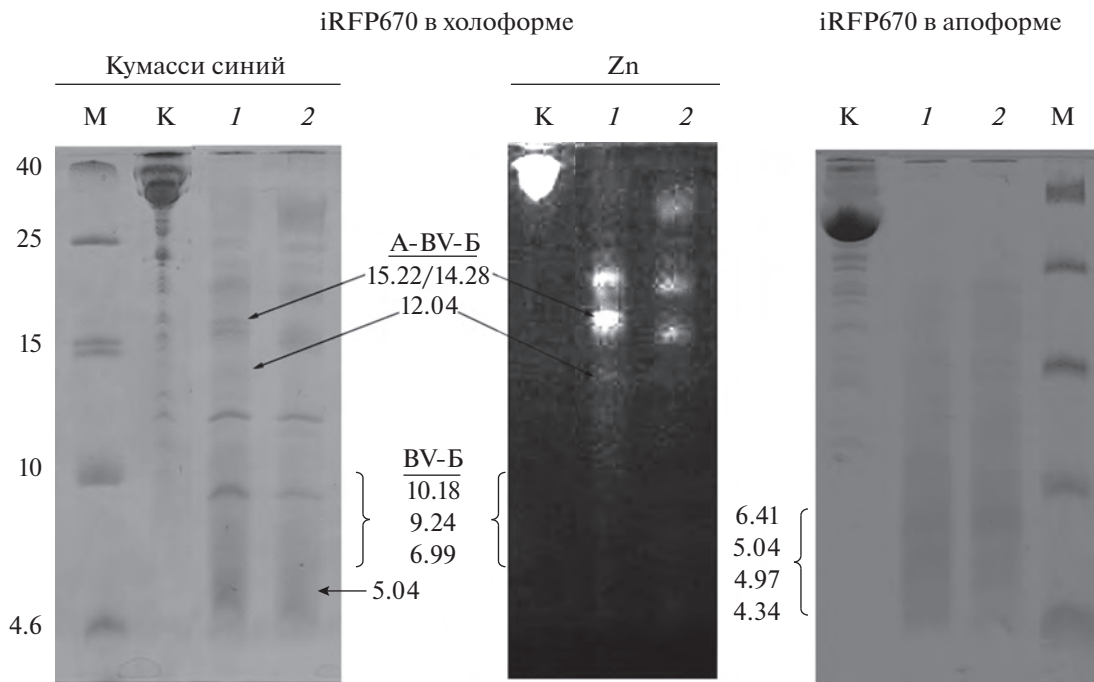 iRFP670 в холоформе
iRFP670 в апоформе
Кумасси синий
Zn
М К 1 2
К 1 2
К 1 2 М
40
25
15
10
4.6
А-BV-Б
15.22/14.28
12.04
BV-Б
10.18
9.24
6.99
5.04
6.41
5.04
4.97
4.34